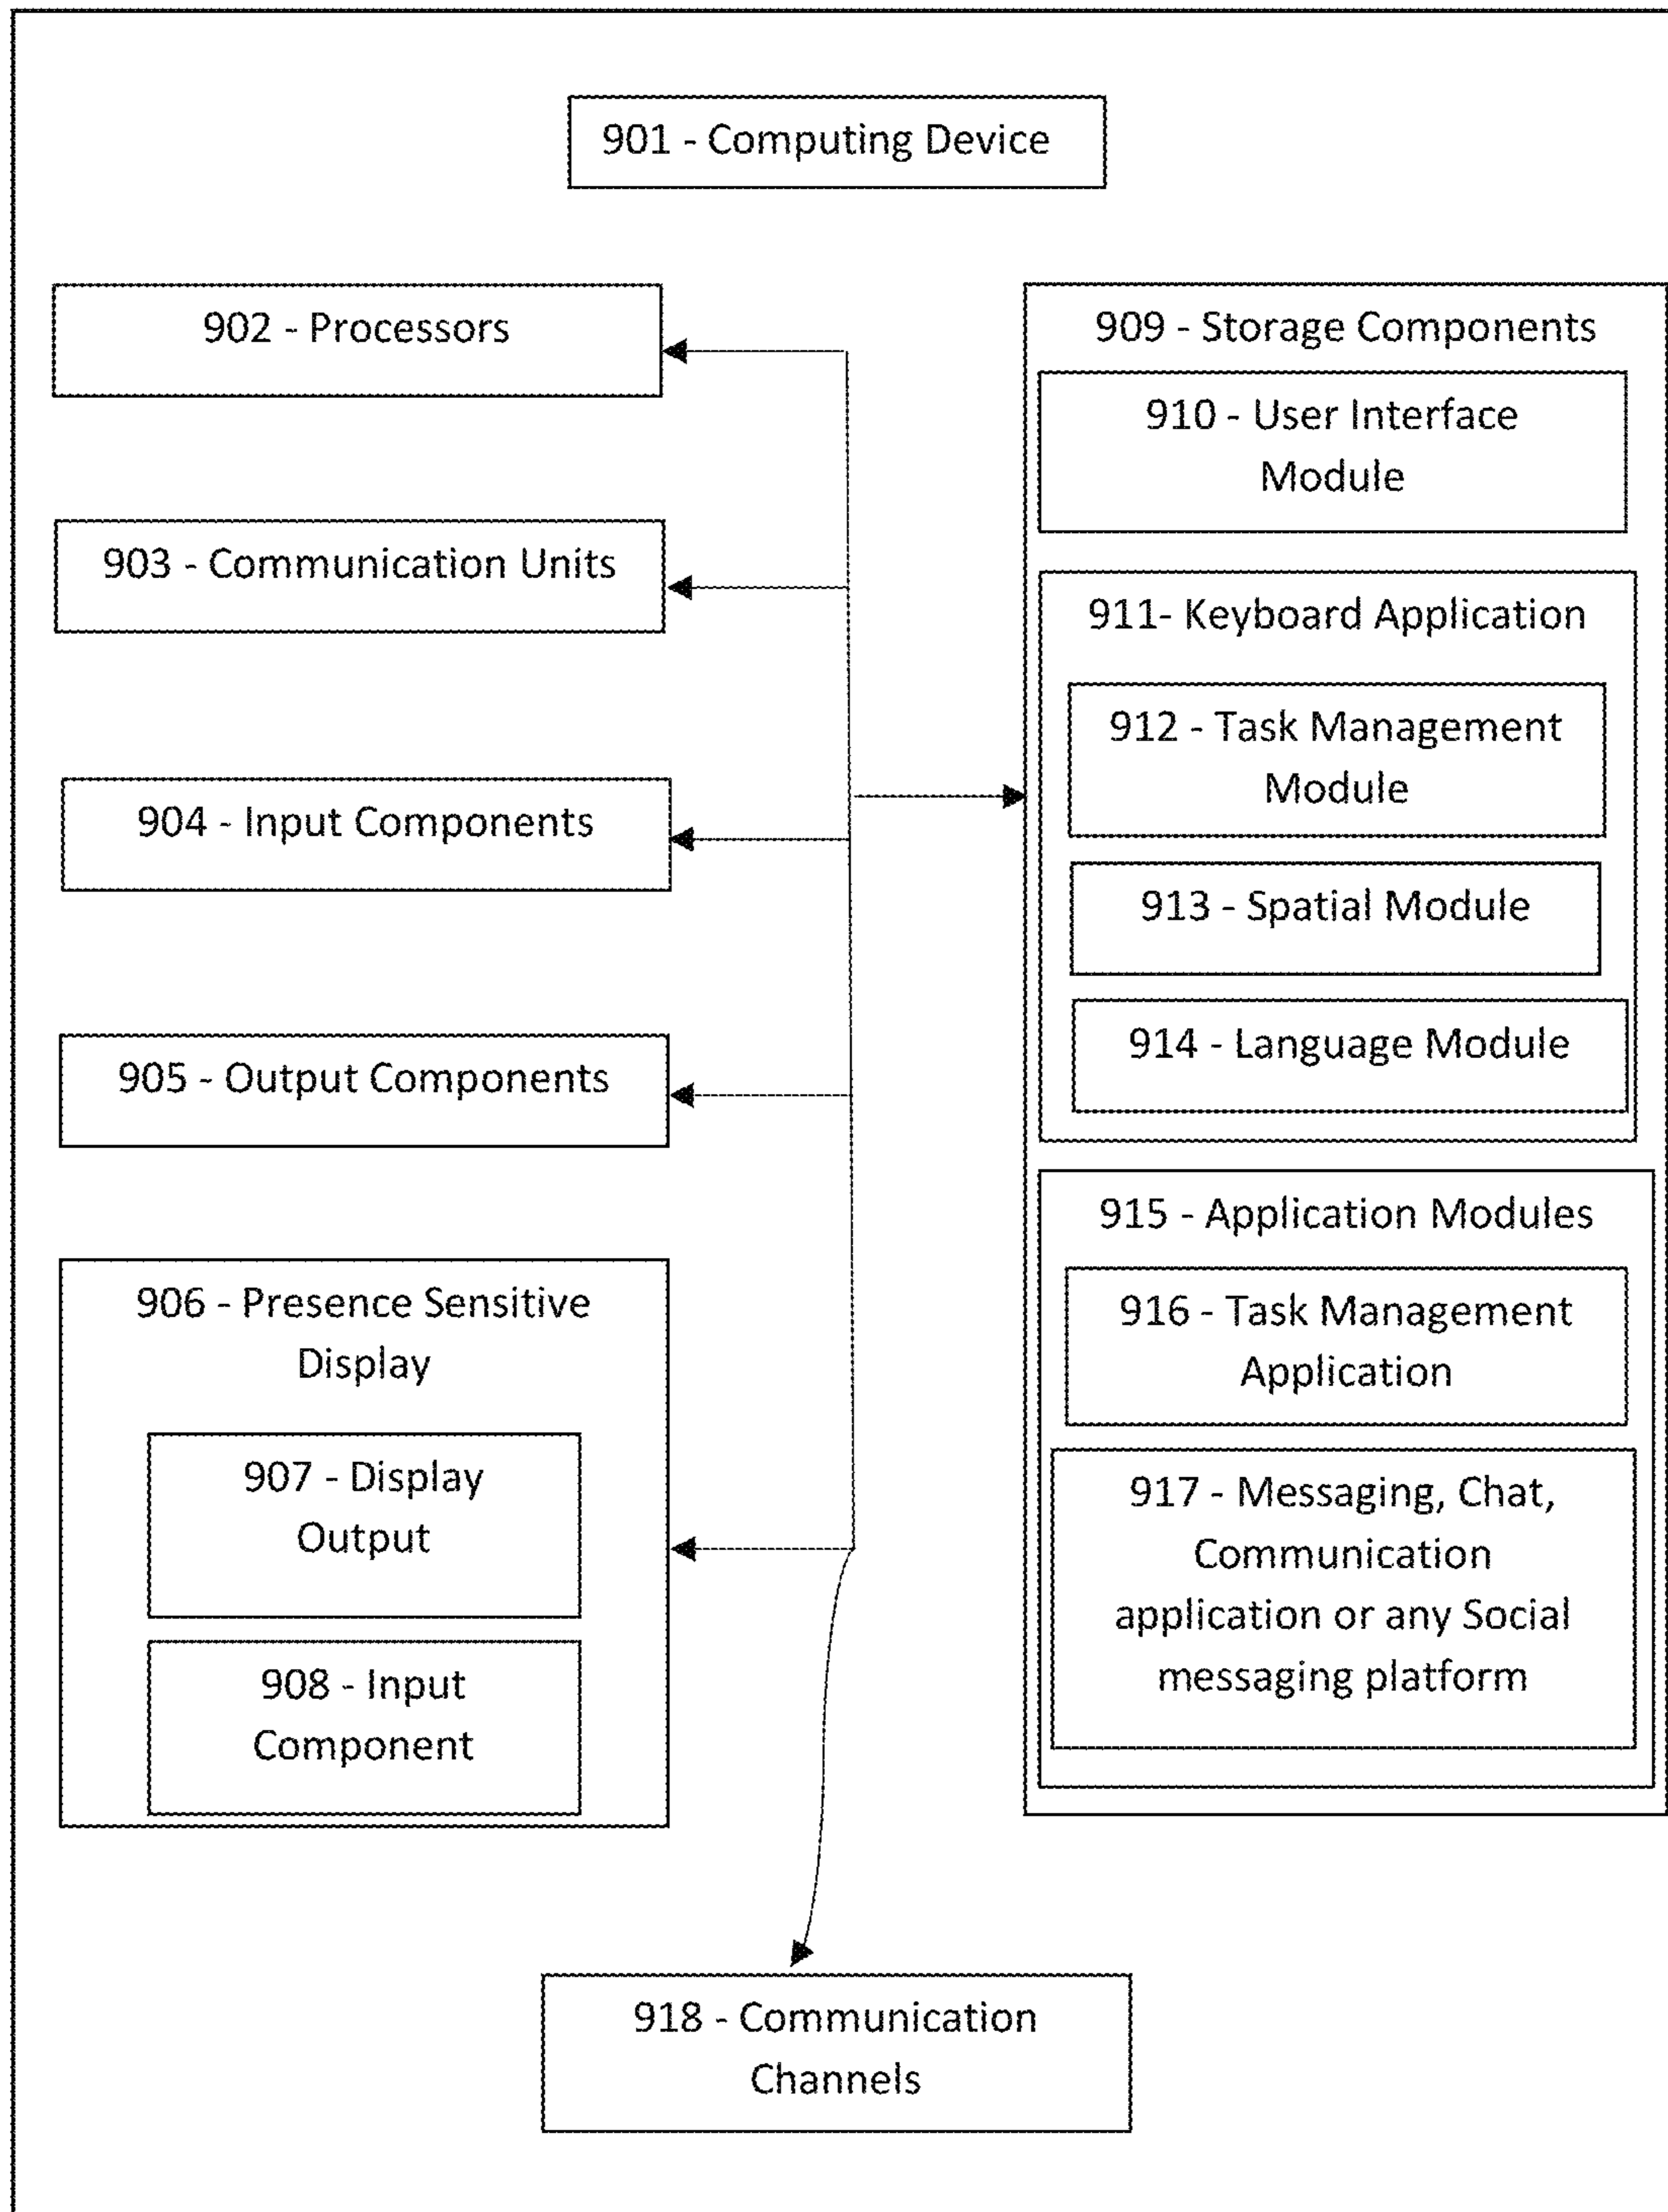 901 - Computing Device
902 - Processors
903 - Communication Units
904 - Input Components
905 - Output Components
906 - Presence Sensitive
Display
907 - Display
Output
908 - Input
Component
909 - Storage Components
910 - User Interface
Module
911- Keyboard Application
912 - Task Management
Module
913 - Spatial Module
914 - Language Module
915 - Application Modules
916 - Task Management
Application
917 - Messaging, Chat,
Communication
application or any Social
messaging platform
918 - Communication
Channels